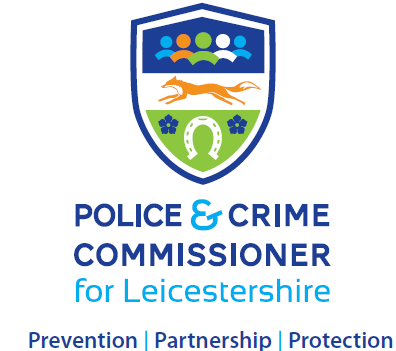 POLICE & CRIME
COMMISSIONER
for Leicestershire
Prevention | Partnership | Protection